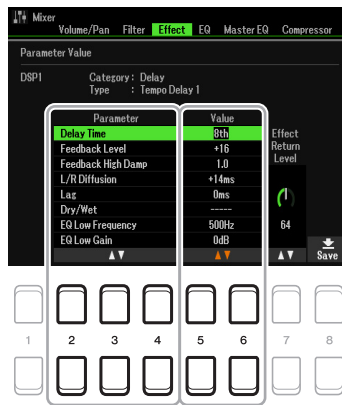 Mixer
Volume/Pan Filter Effect EQ Master EQ Compressor
Parameter Value
DSP1 Category : Delay
Type : Tempo Delay 1
Parameter Value
Delay Time 8th
Feedback Level +16
Feedback High Damp 1.0
L/R Diffusion +14ms
Lag 0ms
Dry/Wet -----
EQ Low Frequency 500Hz
EQ Low Gain 0dB
Effect
Return
Level
64
▲▼ ▲▼ ▲▼ Save
1 2 3 4 5 6 7 8